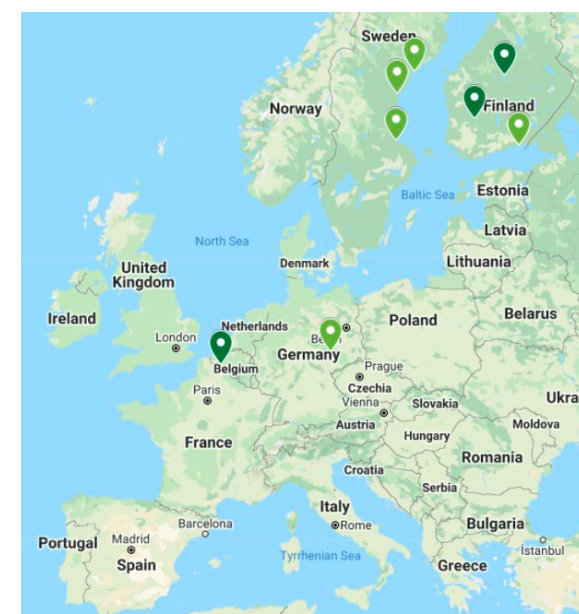 Sweden
Norway
Finland
Baltic Sea
Estonia
Latvia
North Sea
Denmark
Lithuania
United
Kingdom
Ireland
Belarus
London
Netherlands
Poland
Germany
Belgium
Prague
Paris
Czechia
Ukra
Vienna
Slovakia
Austria
Moldova
Hungary
France
Romania
Croatia
Serbia
Italy
Barcelona
Rome
Bulgaria
Madrid
Portugal
İstanbul
Spain
Tyrrhenian Sea
Greece